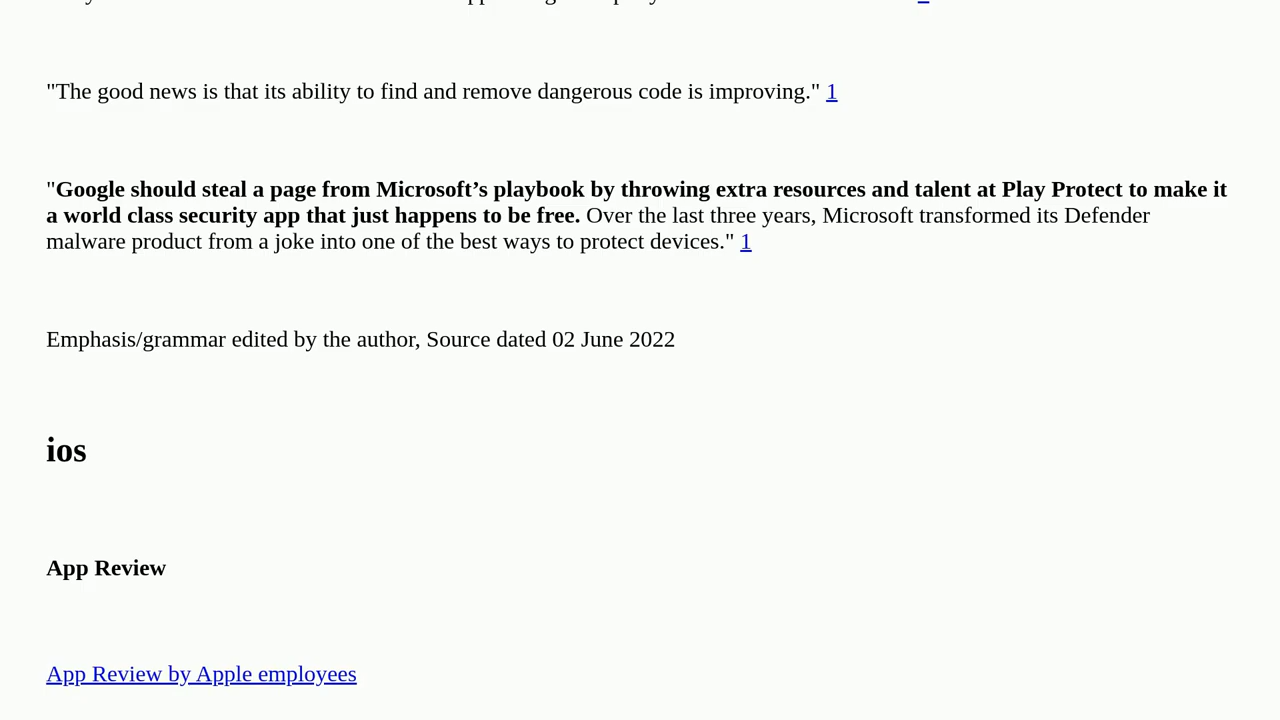 "The good news is that its ability to find and remove dangerous code is improving." 1
"Google should steal a page from Microsoft’s playbook by throwing extra resources and talent at Play Protect to make it
a world class security app that just happens to be free. Over the last three years, Microsoft transformed its Defender
malware product from a joke into one of the best ways to protect devices." 1
Emphasis/grammar edited by the author, Source dated 02 June 2022
ios
App Review
App Review by Apple employees